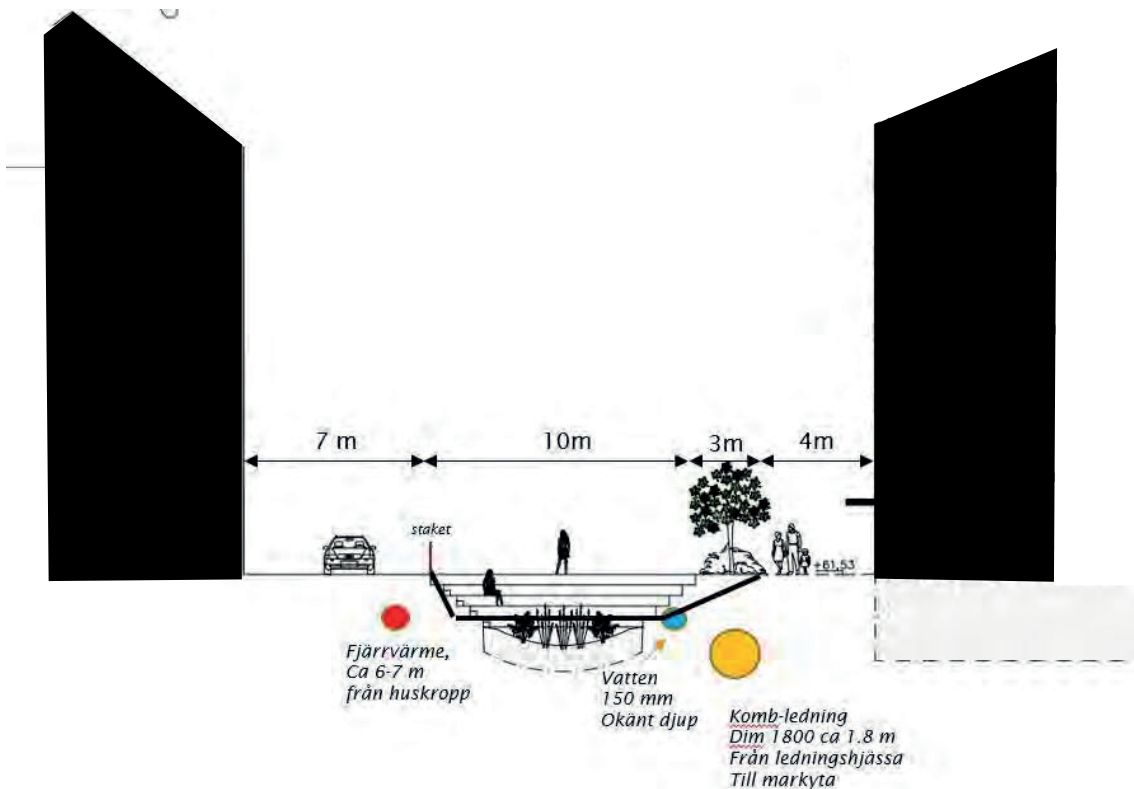 7 m
10m
3m
4m
staket
+61,53
Fjärrvärme,
Ca 6-7 m
från huskropp
Vatten
150 mm
Okänt djup
Komb-ledning
Dim 1800 ca 1.8 m
Från ledningshjässa
Till markyta